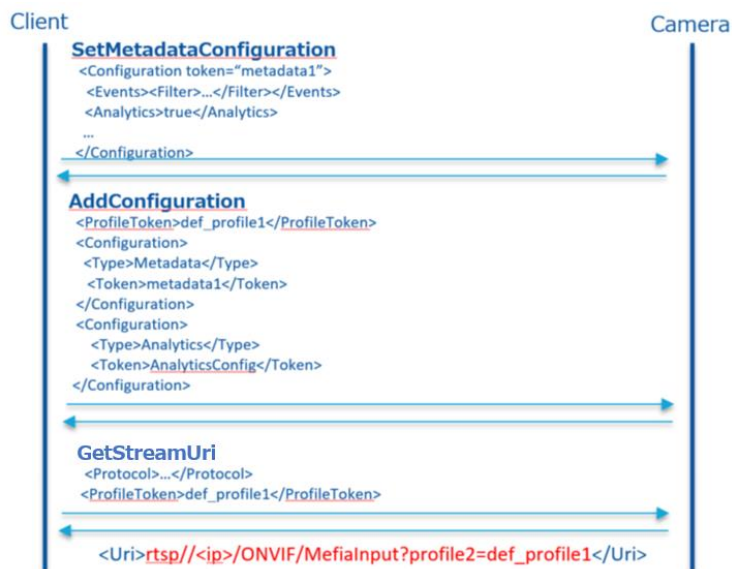 Client
Camera
SetMetadataConfiguration
<Configuration token=“metadata1”>
<Events><Filter>...</Filter></Events>
<Analytics>true</Analytics>
...
</Configuration>
AddConfiguration
<ProfileToken>def_profile1</ProfileToken>
<Configuration>
<Type>Metadata</Type>
<Token>metadata1</Token>
</Configuration>
<Configuration>
<Type>Analytics</Type>
<Token>AnalyticsConfig</Token>
</Configuration>
GetStreamUri
<Protocol>...</Protocol>
<ProfileToken>def_profile1</ProfileToken>
<Uri>rtsp//<ip>/ONVIF/MefiaInput?profile2=def_profile1</Uri>